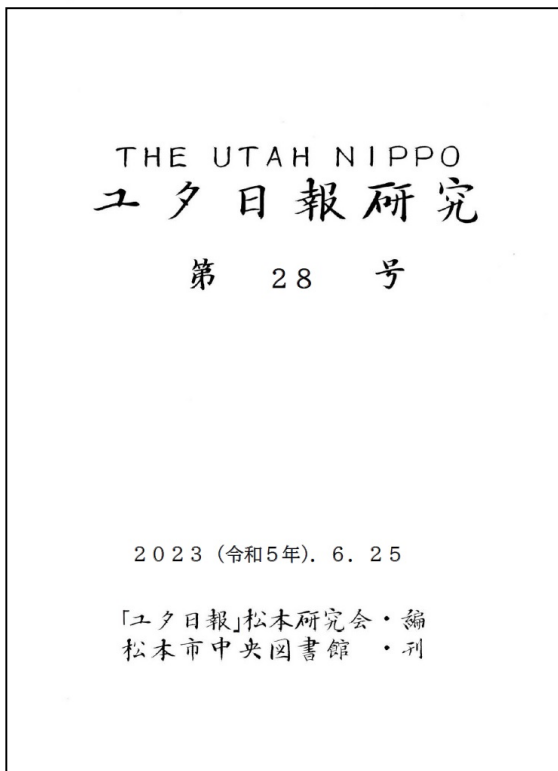 THE UTAH NIPPO
ユタ日報研究
第 28 号
2023 (令和5年). 6. 25
「ユタ日報」松本研究会・編
松本市中央図書館 ・刊